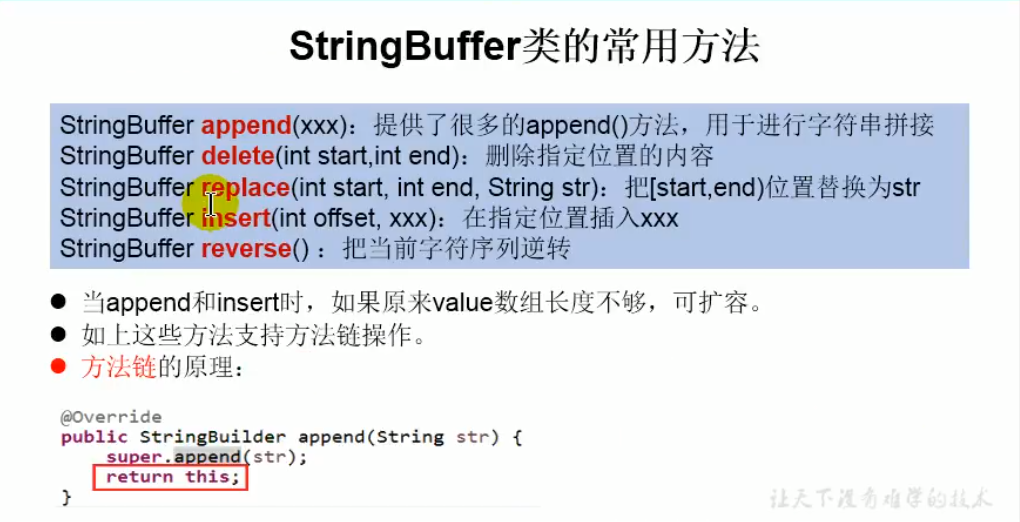 StringBuffer类的常用方法
StringBuffer append(xxx)：提供了很多的append()方法，用于进行字符串拼接
StringBuffer delete(int start,int end)：删除指定位置的内容
StringBuffer replace(int start, int end, String str)：把[start,end)位置替换为str
StringBuffer insert(int offset, xxx)：在指定位置插入xxx
StringBuffer reverse() ：把当前字符序列逆转
● 当append和insert时，如果原来value数组长度不够，可扩容。
● 如上这些方法支持方法链操作。
● 方法链的原理：
@Override
public StringBuilder append(String str) {
super.append(str);
return this;
}
让天下没有难学的技术